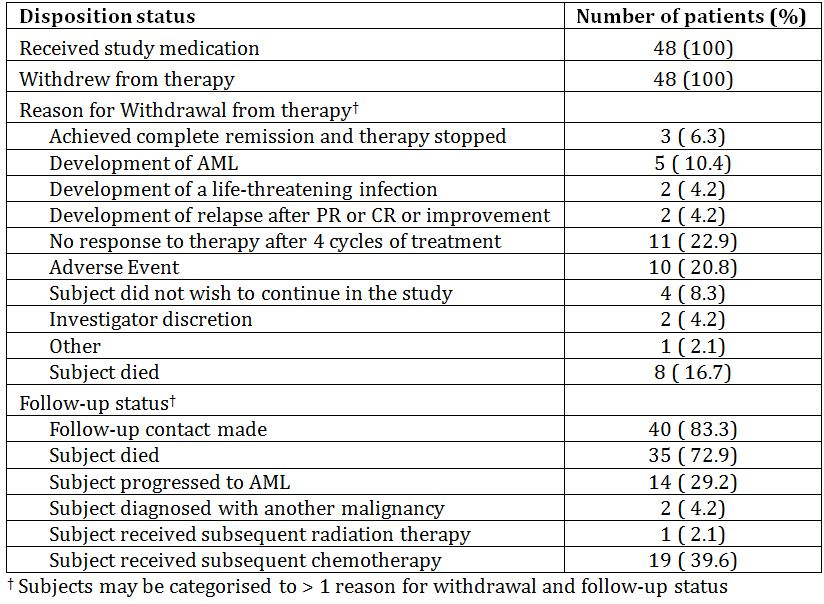 Disposition status Number of patients (%)
Received study medication 48 (100)
Withdrew from therapy 48 (100)
Reason for Withdrawal from therapy†
Achieved complete remission and therapy stopped 3 ( 6.3)
Development of AML 5 ( 10.4)
Development of a life-threatening infection 2 ( 4.2)
Development of relapse after PR or CR or improvement 2 ( 4.2)
No response to therapy after 4 cycles of treatment 11 ( 22.9)
Adverse Event 10 ( 20.8)
Subject did not wish to continue in the study 4 ( 8.3)
Investigator discretion 2 ( 4.2)
Other 1 ( 2.1)
Subject died 8 ( 16.7)
Follow-up status†
Follow-up contact made 40 ( 83.3)
Subject died 35 ( 72.9)
Subject progressed to AML 14 ( 29.2)
Subject diagnosed with another malignancy 2 ( 4.2)
Subject received subsequent radiation therapy 1 ( 2.1)
Subject received subsequent chemotherapy 19 ( 39.6)
† Subjects may be categorised to > 1 reason for withdrawal and follow-up status